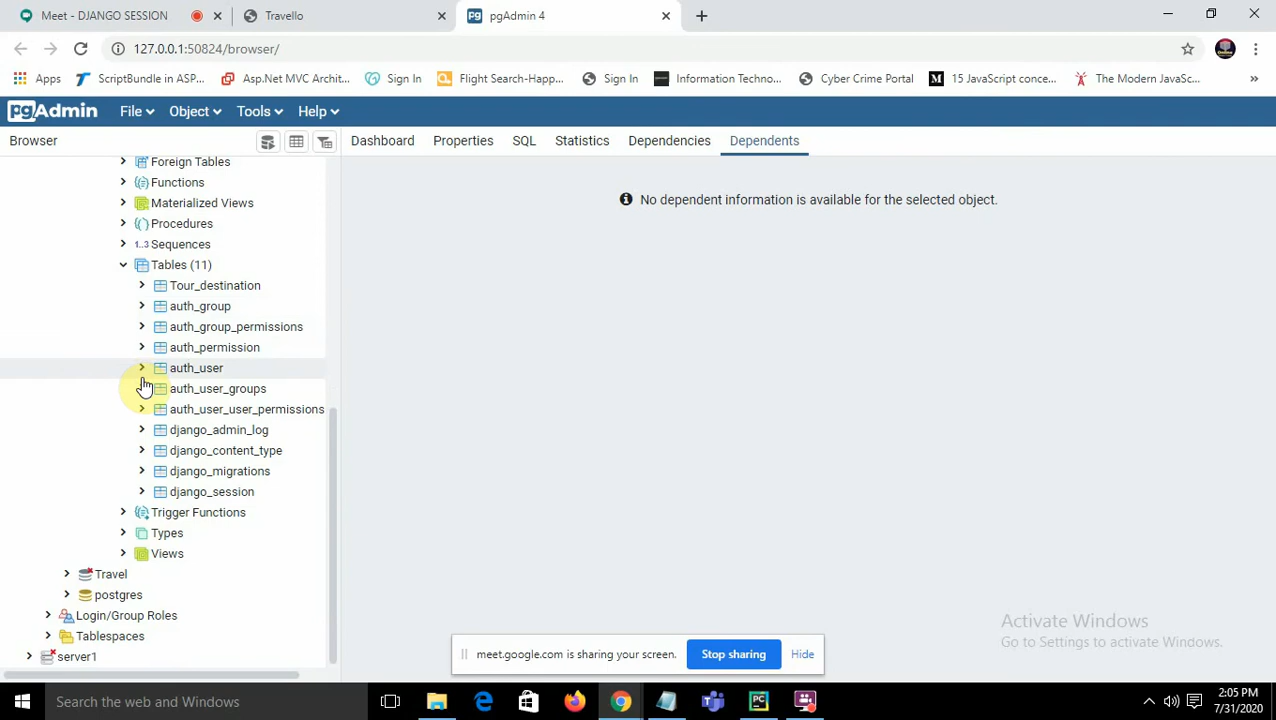 Meet - DJANGO SESSION
Travello
pgAdmin 4
127.0.0.1:50824/browser/
Apps
ScriptBundle in ASP...
Asp.Net MVC Archit...
Sign In
Flight Search-Happ...
Sign In
Information Techno...
Cyber Crime Portal
15 JavaScript conce...
The Modern JavaSc...
pgAdmin
File
Object
Tools
Help
Browser
Dashboard
Properties
SQL
Statistics
Dependencies
Dependents
No dependent information is available for the selected object.
Foreign Tables
Functions
Materialized Views
Procedures
1..3 Sequences
Tables (11)
Tour_destination
auth_group
auth_group_permissions
auth_permission
auth_user
auth_user_groups
auth_user_user_permissions
django_admin_log
django_content_type
django_migrations
django_session
Trigger Functions
Types
Views
Travel
postgres
Login/Group Roles
Tablespaces
server1
Activate Windows
Go to Settings to activate Windows.
meet.google.com is sharing your screen.
Stop sharing
Hide
Search the web and Windows
2:05 PM
7/31/2020